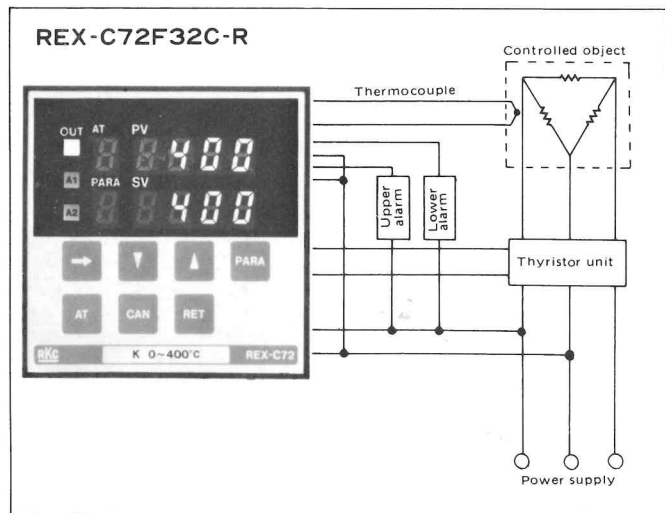 REX-C72F32C-R
Controlled object
Thermocouple
OUT AT PV
400
A1 PARA SV
400
A2
Upper alarm
Lower alarm
PARA
Thyristor unit
AT CAN RET
RKC K 0~400°C REX-C72
Power supply